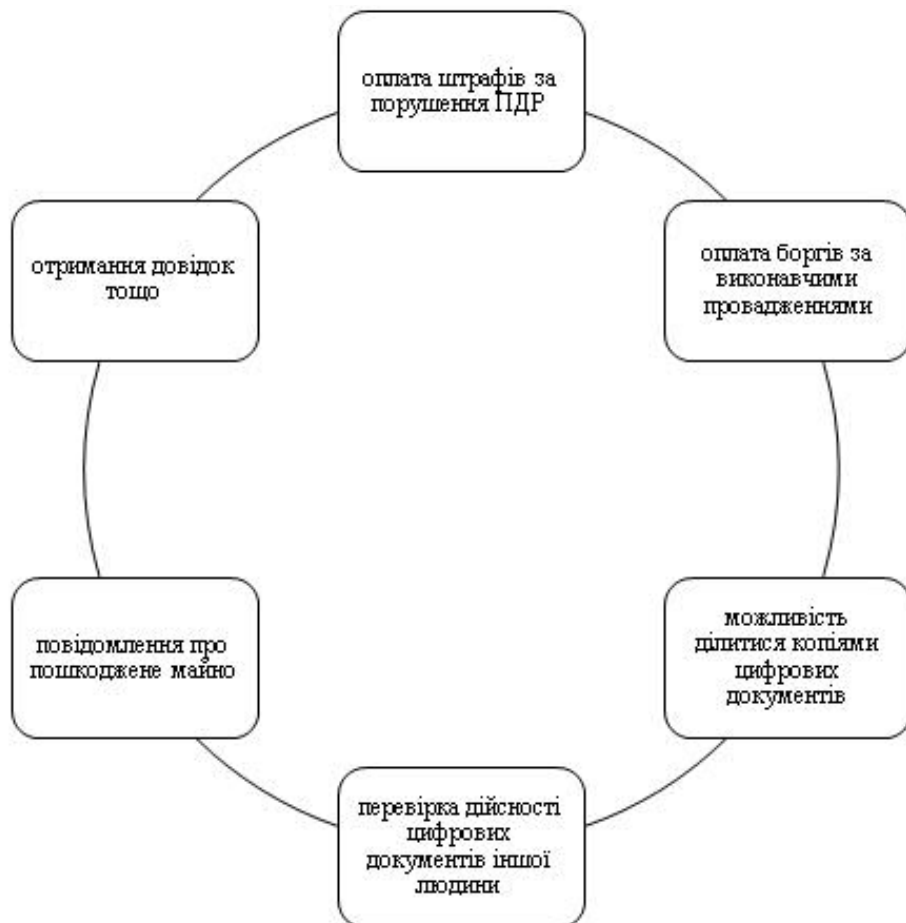 оплата штрафів за
порушення ПДР
оплата боргів за
виконавчими
провадженнями
можливість
ділитися копіями
цифрових
документів
перевірка дійсності
цифрових
документів іншої
людини
повідомлення про
пошкоджене майно
отримання довідок
тощо